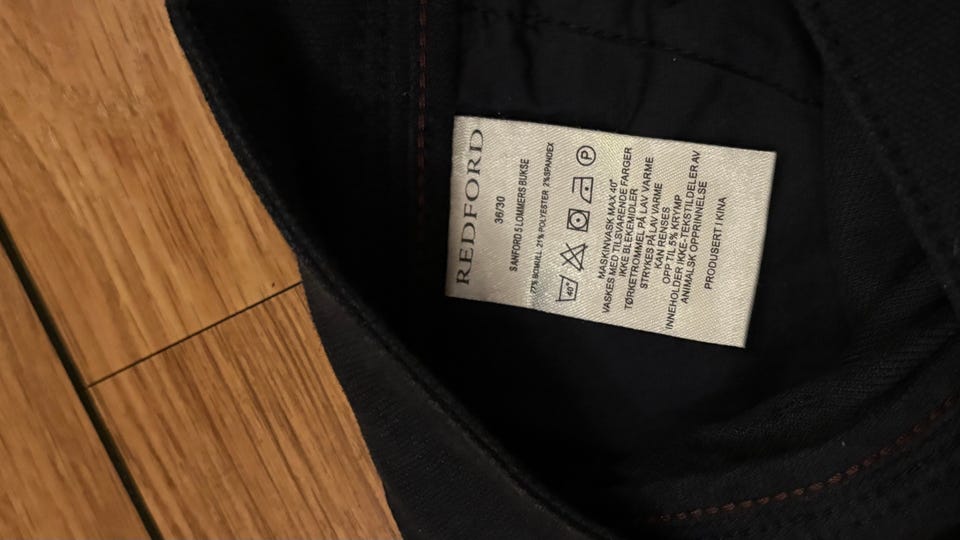 REDFORD
36/30
SANFORD 5 LOMMERS BUKSE
77% BOMULL 21% POLYESTER 2% SPANDEX
40° P
MASKINVASK MAX 40°
VASKES MED TILSVARENDE FARGER
IKKE BLEKEMIDLER
TØRKETROMMEL PÅ LAV VARME
STRYKES PÅ LAV VARME
KAN RENSES
OPP TIL 5% KRYMP
INNEHOLDER IKKE-TEKSTILDELER AV
ANIMALSK OPPRINNELSE
PRODUSERT I KINA